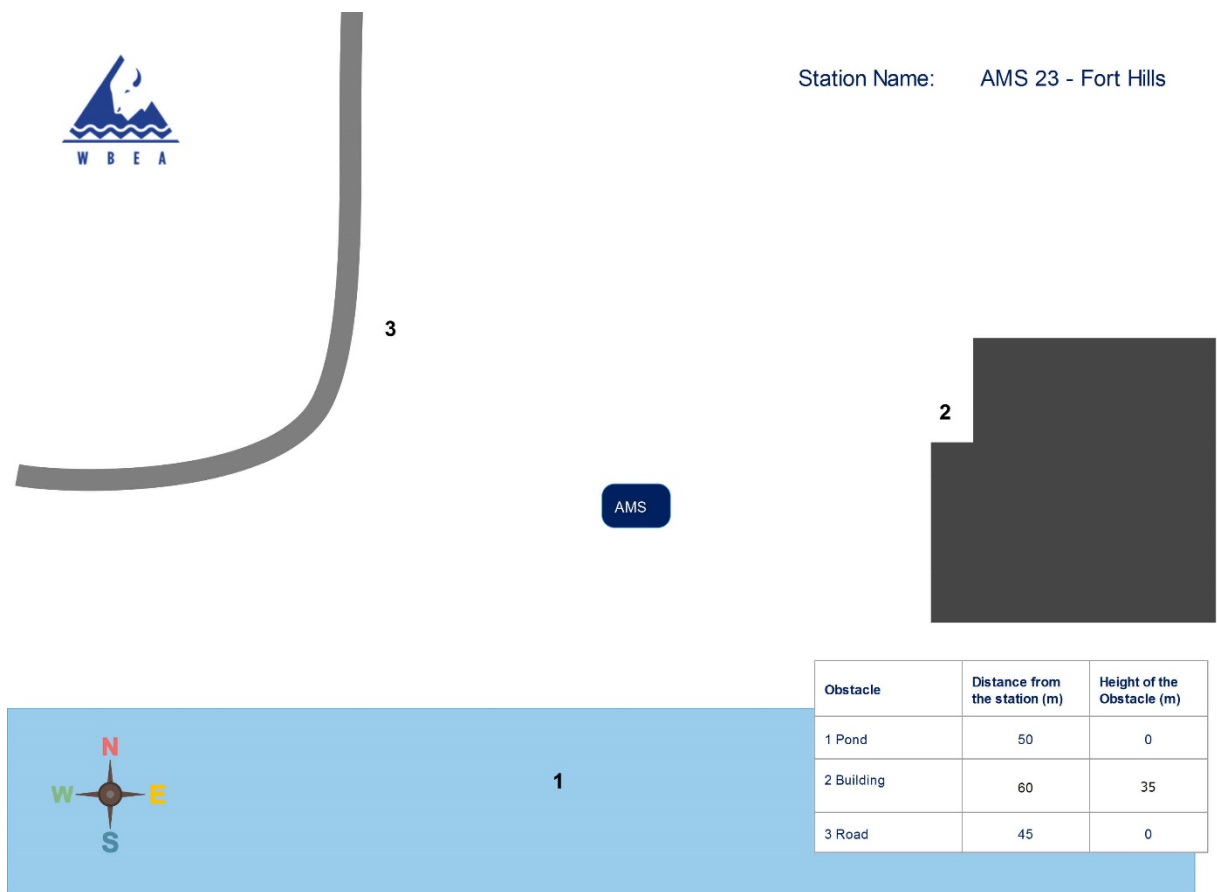 Station Name: AMS 23 - Fort Hills
W B E A
3
2
AMS
Obstacle
Distance from
the station (m)
Height of the
Obstacle (m)
1 Pond 50 0
2 Building 60 35
3 Road 45 0
N
W E
S
1